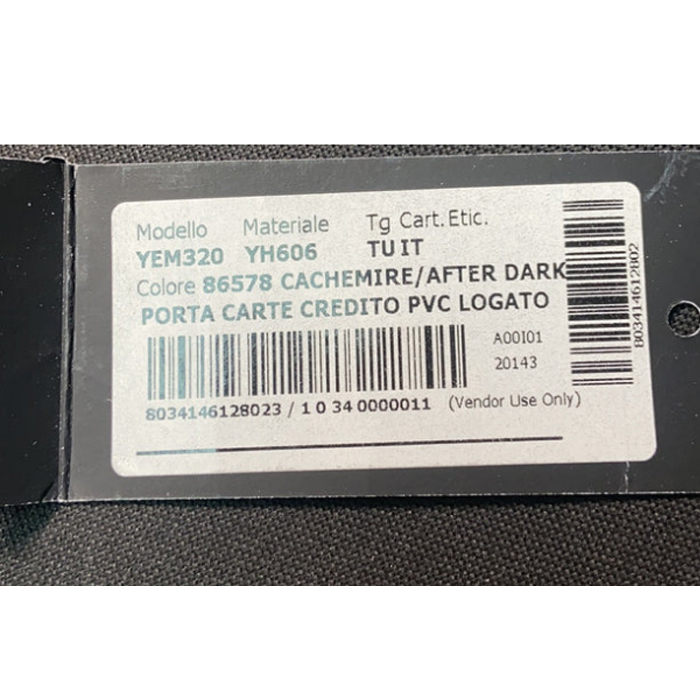 Modello Materiale Tg Cart.Etic.
YEM320 YH606 TU IT
Colore 86578 CACHEMIRE/AFTER DARK
PORTA CARTE CREDITO PVC LOGATO
A00I01
20143
8034146128023 / 1 0 34 0000011 (Vendor Use Only)
803414612802